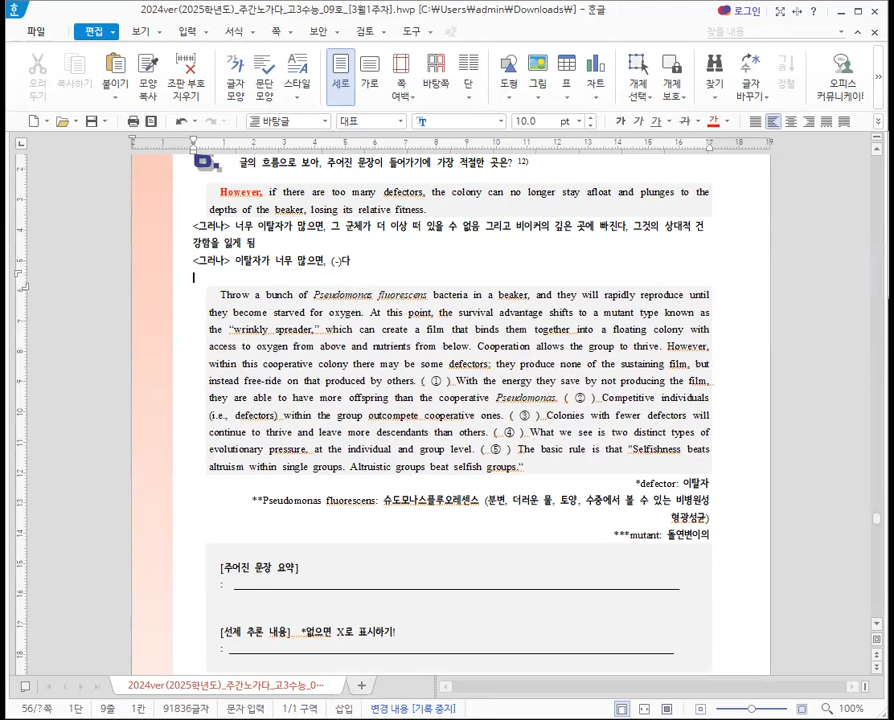 2024ver(2025학년도)_주간노가다_고3수능_09호_[3월1주차].hwp [C:￦Users￦admin￦Downloads￦] - 훈글
로그인
파일 편집 보기 입력 서식 쪽 보안 검토 도구 찾을 내용
오려두기 복사하기 붙이기 모양 복사 조판 부호 지우기 글자 모양 문단 모양 스타일 세로 가로 쪽 여백 바탕쪽 단 도형 그림 표 차트 개체 선택 개체 보호 찾기 글자 바꾸기 정렬 오피스 커뮤니케이
바탕글 대표 10.0 pt 가 가 가 가 가
글의 흐름으로 보아, 주어진 문장이 들어가기에 가장 적절한 곳은? 12)
However, if there are too many defectors, the colony can no longer stay afloat and plunges to the
depths of the beaker, losing its relative fitness.
<그러나> 너무 이탈자가 많으면, 그 군체가 더 이상 떠 있을 수 없음 그리고 비이커의 깊은 곳에 빠진다, 그것의 상대적 건
강함을 잃게 됨
<그러나> 이탈자가 너무 많으면, (-)다
Throw a bunch of Pseudomonas fluorescens bacteria in a beaker, and they will rapidly reproduce until
they become starved for oxygen. At this point, the survival advantage shifts to a mutant type known as
the “wrinkly spreader,” which can create a film that binds them together into a floating colony with
access to oxygen from above and nutrients from below. Cooperation allows the group to thrive. However,
within this cooperative colony there may be some defectors; they produce none of the sustaining film, but
instead free-ride on that produced by others. ( ① ) With the energy they save by not producing the film,
they are able to have more offspring than the cooperative Pseudomonas. ( ② ) Competitive individuals
(i.e., defectors) within the group outcompete cooperative ones. ( ③ ) Colonies with fewer defectors will
continue to thrive and leave more descendants than others. ( ④ ) What we see is two distinct types of
evolutionary pressure, at the individual and group level. ( ⑤ ) The basic rule is that "Selfishness beats
altruism within single groups. Altruistic groups beat selfish groups.“
*defector: 이탈자
**Pseudomonas fluorescens: 슈도모나스플루오레센스 (분변, 더러운 물, 토양, 수중에서 볼 수 있는 비병원성
형광성균)
***mutant: 돌연변이의
[주어진 문장 요약]
:
[선제 추론 내용] *없으면 X로 표시하기!
:
2024ver(2025학년도)_주간노가다_고3수능_0…
56/?쪽 1단 9줄 1칸 91836글자 문자 입력 1/1 구역 삽입 변경 내용 [기록 중지] 100%